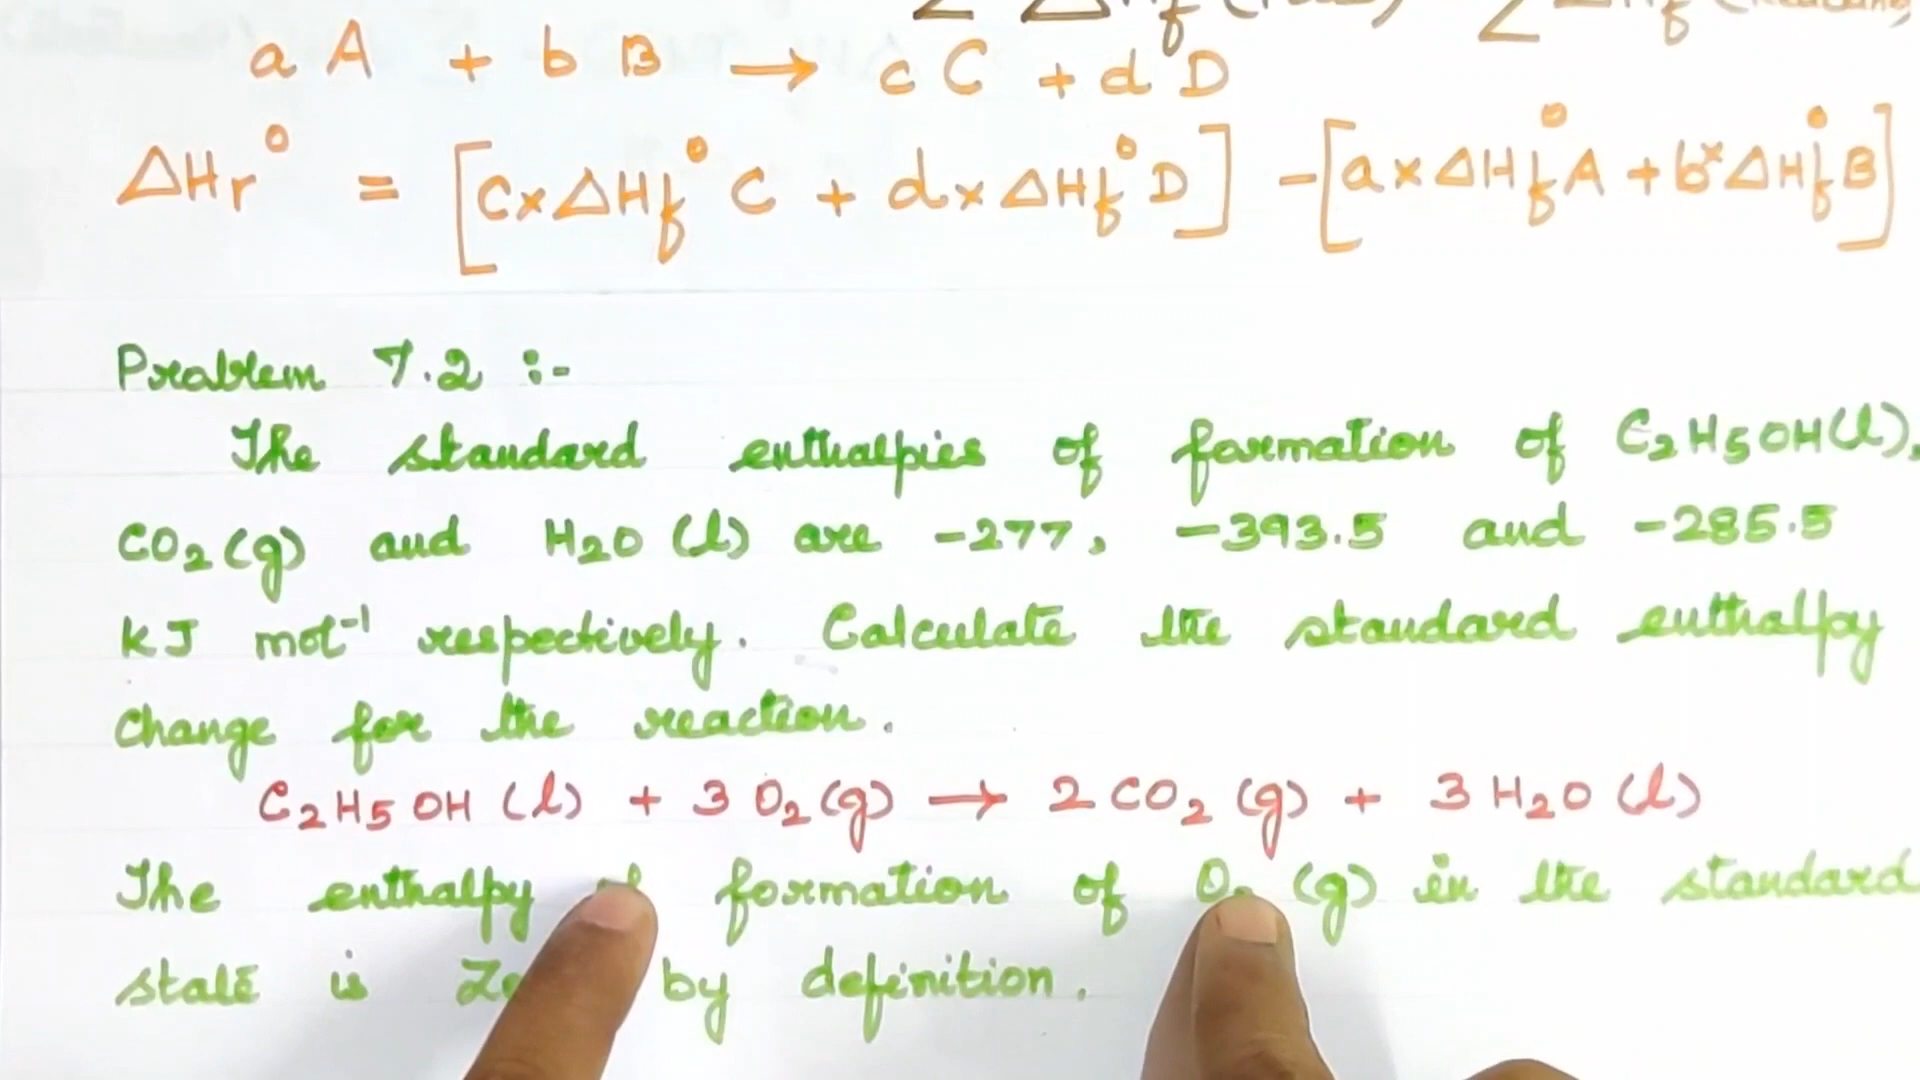 a A + b B → c C + d D
ΔHr° = [c×ΔHf°C + d×ΔHf°D] - [a×ΔHf°A + b×ΔHf°B]
Problem 7.2 :-
The standard enthalpies of formation of C2H5OH(l),
CO2(g) and H2O (l) are -277, -393.5 and -285.5
KJ mol⁻¹ respectively. Calculate the standard enthalpy
change for the reaction.
C2H5OH (l) + 3 O2 (g) → 2 CO2 (g) + 3 H2O (l)
The enthalpy formation of (g) in the standard
state is by definition.